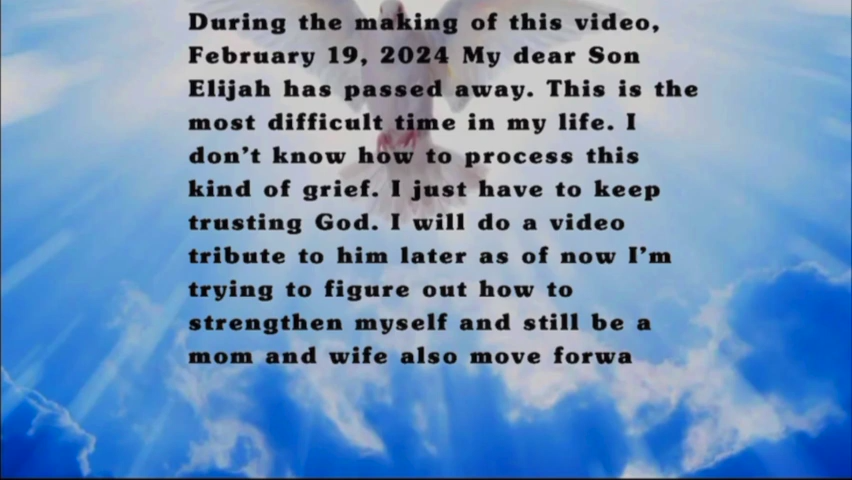 During the making of this video,
February 19, 2024 My dear Son
Elijah has passed away. This is the
most difficult time in my life. I
don't know how to process this
kind of grief. I just have to keep
trusting God. I will do a video
tribute to him later as of now I'm
trying to figure out how to
strengthen myself and still be a
mom and wife also move forwa